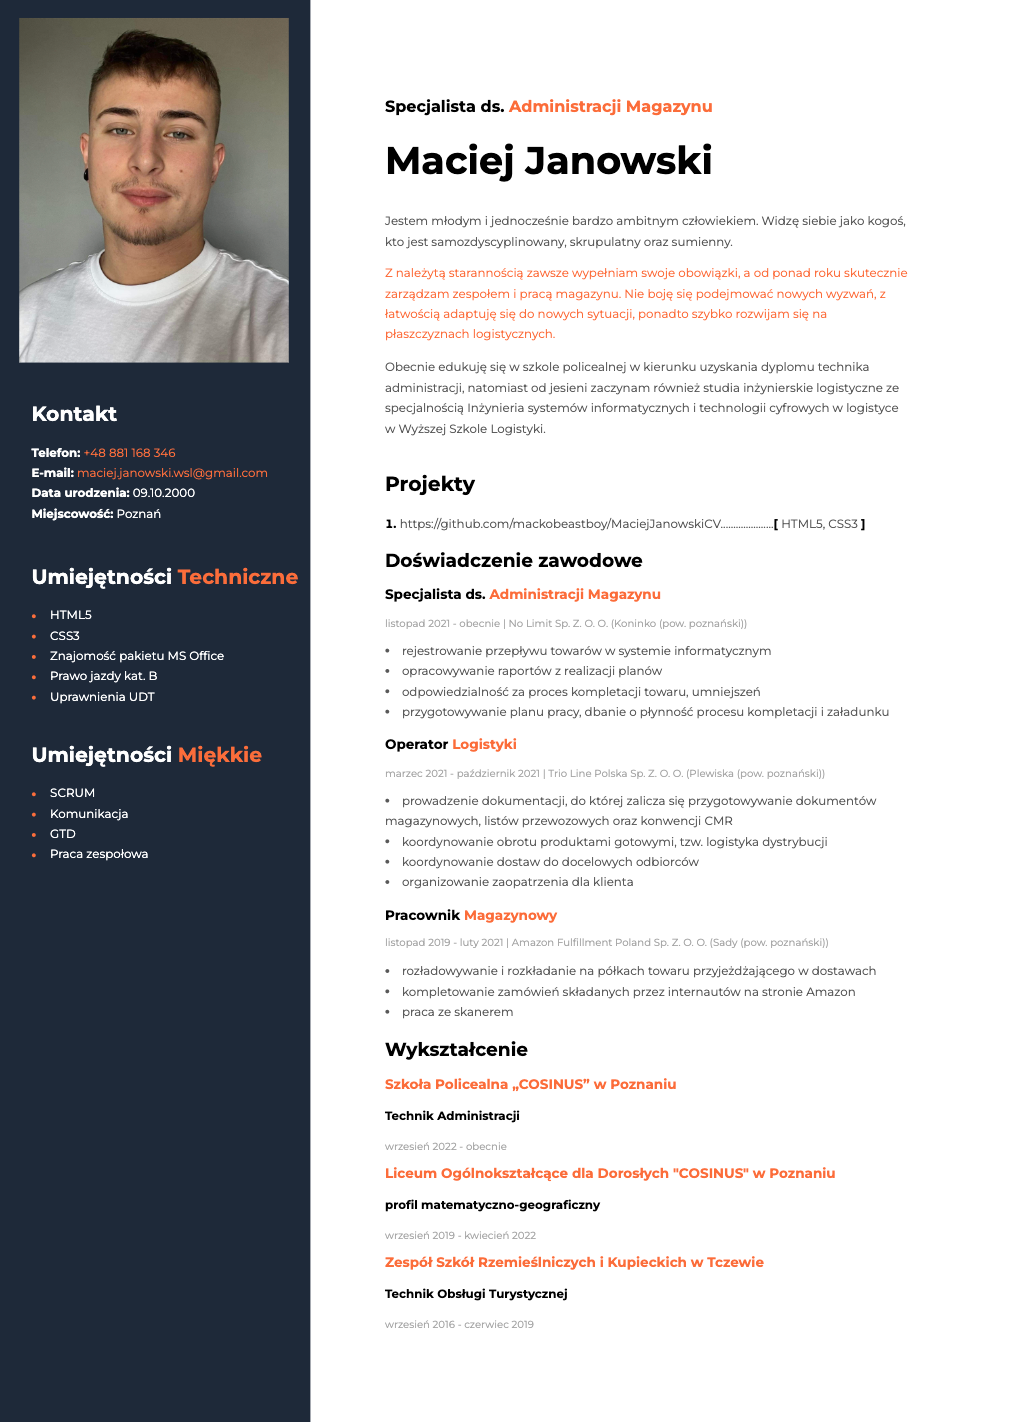 Kontakt
Telefon: +48 881 168 346
E-mail: maciej.janowski.wsl@gmail.com
Data urodzenia: 09.10.2000
Miejscowość: Poznań
Umiejętności Techniczne
• HTML5
• CSS3
• Znajomość pakietu MS Office
• Prawo jazdy kat. B
• Uprawnienia UDT
Umiejętności Miękkie
• SCRUM
• Komunikacja
• GTD
• Praca zespołowa
Specjalista ds. Administracji Magazynu
Maciej Janowski
Jestem młodym i jednocześnie bardzo ambitnym człowiekiem. Widzę siebie jako kogoś,
kto jest samozdyscyplinowany, skrupulatny oraz sumienny.
Z należytą starannością zawsze wypełniam swoje obowiązki, a od ponad roku skutecznie
zarządzam zespołem i pracą magazynu. Nie boję się podejmować nowych wyzwań, z
łatwością adaptuję się do nowych sytuacji, ponadto szybko rozwijam się na
płaszczyznach logistycznych.
Obecnie edukuję się w szkole policealnej w kierunku uzyskania dyplomu technika
administracji, natomiast od jesieni zaczynam również studia inżynierskie logistyczne ze
specjalnością Inżynieria systemów informatycznych i technologii cyfrowych w logistyce
w Wyższej Szkole Logistyki.
Projekty
1. https://github.com/mackobeastboy/MaciejJanowskiCV.....................[ HTML5, CSS3 ]
Doświadczenie zawodowe
Specjalista ds. Administracji Magazynu
listopad 2021 - obecnie | No Limit Sp. Z. O. O. (Koninko (pow. poznański))
• rejestrowanie przepływu towarów w systemie informatycznym
• opracowywanie raportów z realizacji planów
• odpowiedzialność za proces kompletacji towaru, umniejszeń
• przygotowywanie planu pracy, dbanie o płynność procesu kompletacji i załadunku
Operator Logistyki
marzec 2021 - październik 2021 | Trio Line Polska Sp. Z. O. O. (Plewiska (pow. poznański))
• prowadzenie dokumentacji, do której zalicza się przygotowywanie dokumentów
magazynowych, listów przewozowych oraz konwencji CMR
• koordynowanie obrotu produktami gotowymi, tzw. logistyka dystrybucji
• koordynowanie dostaw do docelowych odbiorców
• organizowanie zaopatrzenia dla klienta
Pracownik Magazynowy
listopad 2019 - luty 2021 | Amazon Fulfillment Poland Sp. Z. O. O. (Sady (pow. poznański))
• rozładowywanie i rozkładanie na półkach towaru przyjeżdżającego w dostawach
• kompletowanie zamówień składanych przez internautów na stronie Amazon
• praca ze skanerem
Wykształcenie
Szkoła Policealna „COSINUS” w Poznaniu
Technik Administracji
wrzesień 2022 - obecnie
Liceum Ogólnokształcące dla Dorosłych "COSINUS" w Poznaniu
profil matematyczno-geograficzny
wrzesień 2019 - kwiecień 2022
Zespół Szkół Rzemieślniczych i Kupieckich w Tczewie
Technik Obsługi Turystycznej
wrzesień 2016 - czerwiec 2019